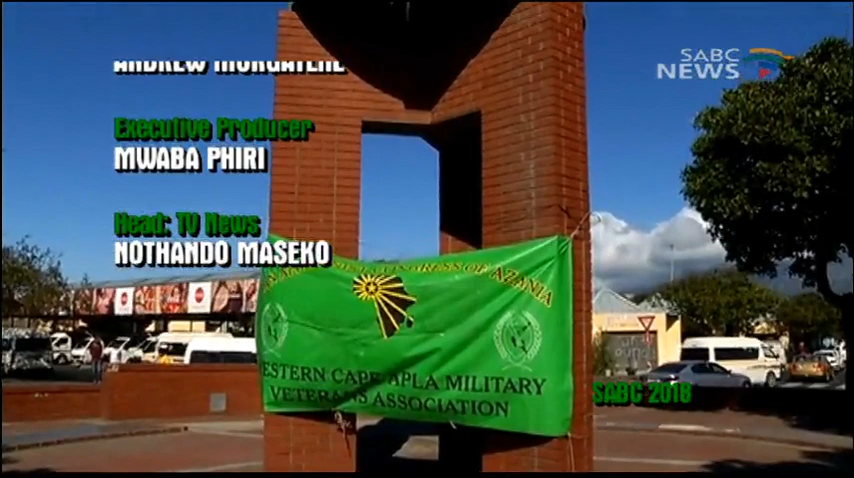 SABC
NEWS
Executive Producer
MWABA PHIRI
Head: TV News
NOTHANDO MASEKO
CONGRESS OF AZANIA
ESTERN CAPE APLA MILITARY
VETERANS ASSOCIATION
SABC 2018